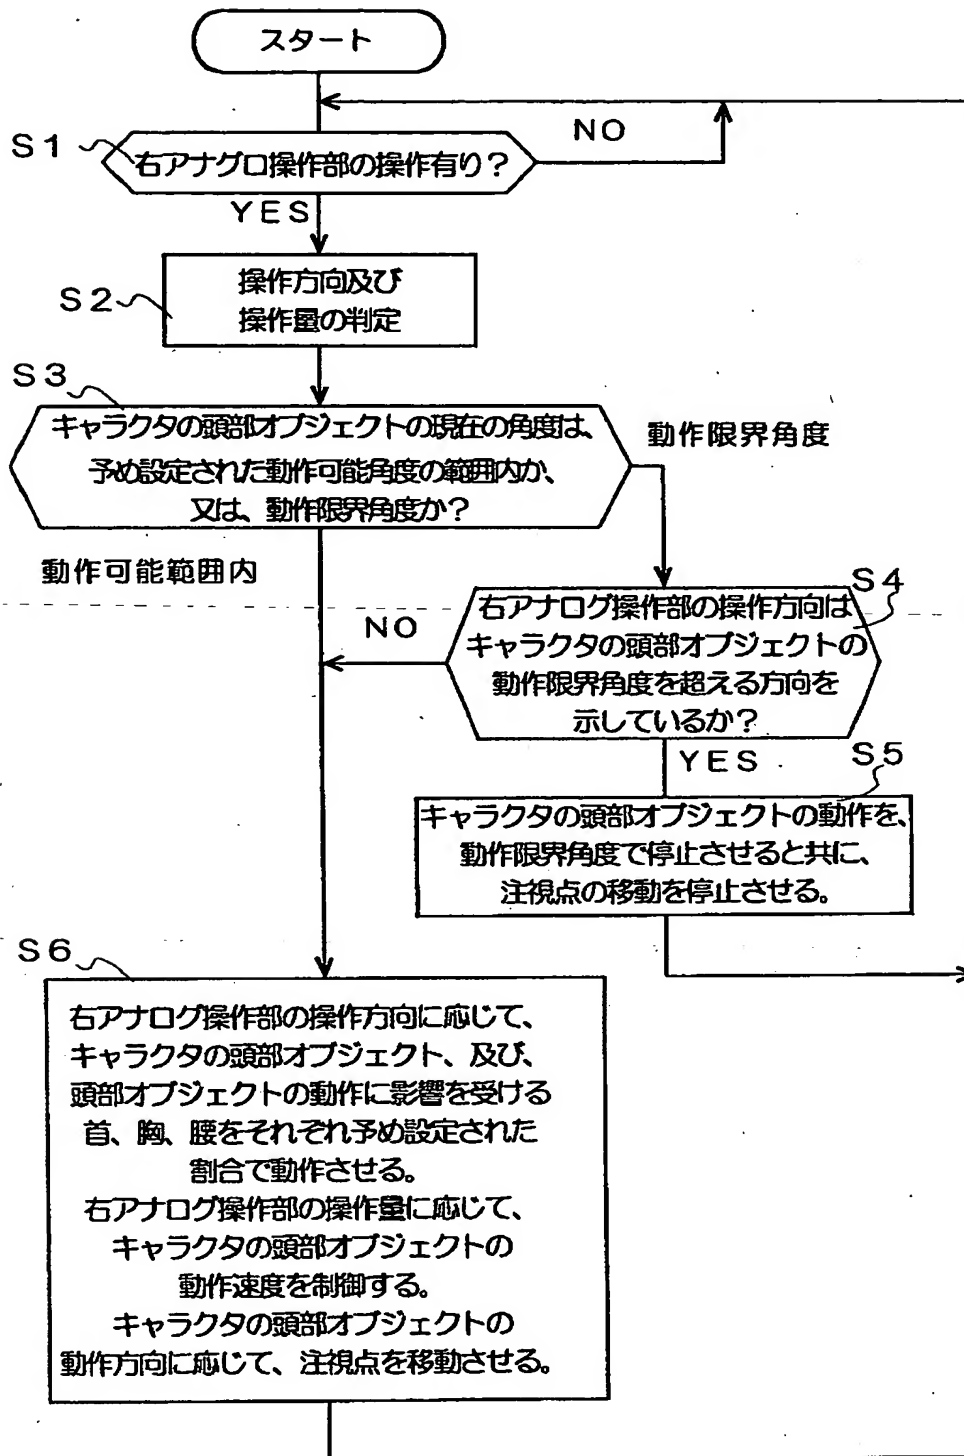 スタート
NO
S1
右アナグロ操作部の操作有り？
YES
S2
操作方向及び
操作量の判定
S3
キャラクタの頭部オブジェクトの現在の角度は、
予め設定された動作可能角度の範囲内か、
又は、動作限界角度か？
動作限界角度
動作可能範囲内
S4
右アナログ操作部の操作方向は
キャラクタの頭部オブジェクトの
動作限界角度を超える方向を
示しているか？
NO
YES
S5
キャラクタの頭部オブジェクトの動作を、
動作限界角度で停止させると共に、
注視点の移動を停止させる。
S6
右アナログ操作部の操作方向に応じて、
キャラクタの頭部オブジェクト、及び、
頭部オブジェクトの動作に影響を受ける
首、胸、腰をそれぞれ予め設定された
割合で動作させる。
右アナログ操作部の操作量に応じて、
キャラクタの頭部オブジェクトの
動作速度を制御する。
キャラクタの頭部オブジェクトの
動作方向に応じて、注視点を移動させる。